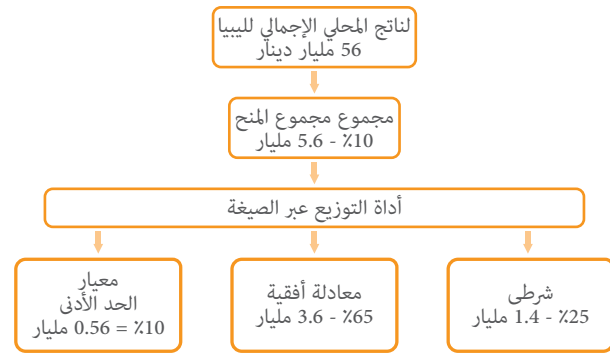 لناتج المحلي الإجمالي لليبيا
56 مليار دينار
مجموع مجموع المنح
10٪ - 5.6 مليار
أداة التوزيع عبر الصيغة
شرطى
25٪ - 1.4 مليار
معادلة أفقية
65٪ - 3.6 مليار
معيار
الحد الأدنى
10٪ = 0.56 مليار